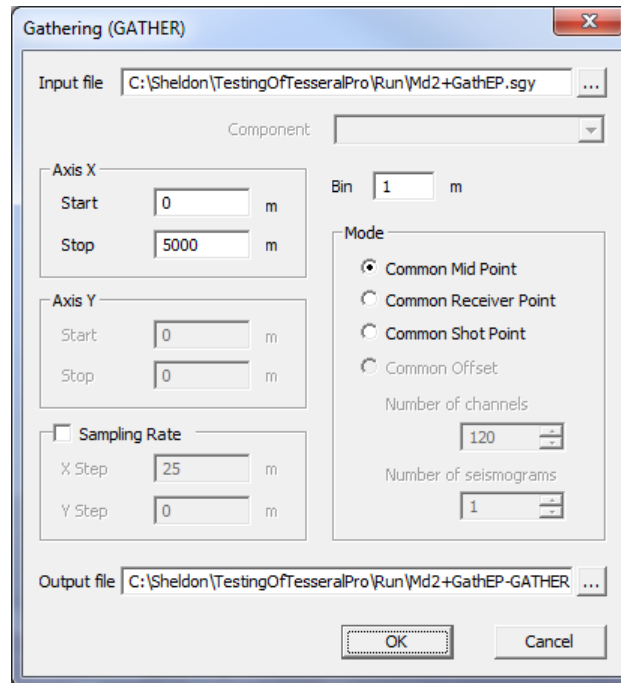 Gathering (GATHER)
Input file C:\Sheldon\TestingOfTesseralPro\Run\Md2+GathEP.sgy ...
Component
Axis X
Start 0 m
Stop 5000 m
Bin 1 m
Mode
Common Mid Point
Common Receiver Point
Common Shot Point
Common Offset
Number of channels
120
Number of seismograms
1
Axis Y
Start 0 m
Stop 0 m
Sampling Rate
X Step 25 m
Y Step 0 m
Output file C:\Sheldon\TestingOfTesseralPro\Run\Md2+GathEP-GATHER ...
OK Cancel